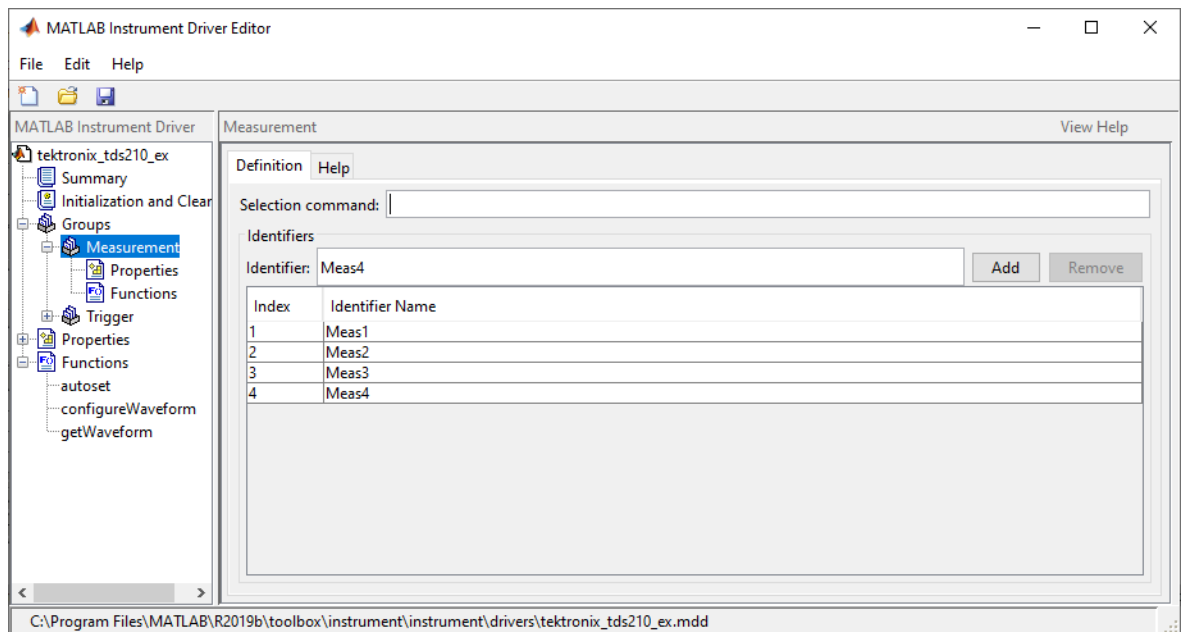 MATLAB Instrument Driver Editor
File Edit Help
MATLAB Instrument Driver
Measurement
View Help
tektronix_tds210_ex
Summary
Initialization and Clear
Groups
Measurement
Properties
Functions
Trigger
Properties
Functions
autoset
configureWaveform
getWaveform
Definition Help
Selection command:
Identifiers
Identifier: Meas4 Add Remove
Index Identifier Name
1 Meas1
2 Meas2
3 Meas3
4 Meas4
C:\Program Files\MATLAB\R2019b\toolbox\instrument\instrument\drivers\tektronix_tds210_ex.mdd